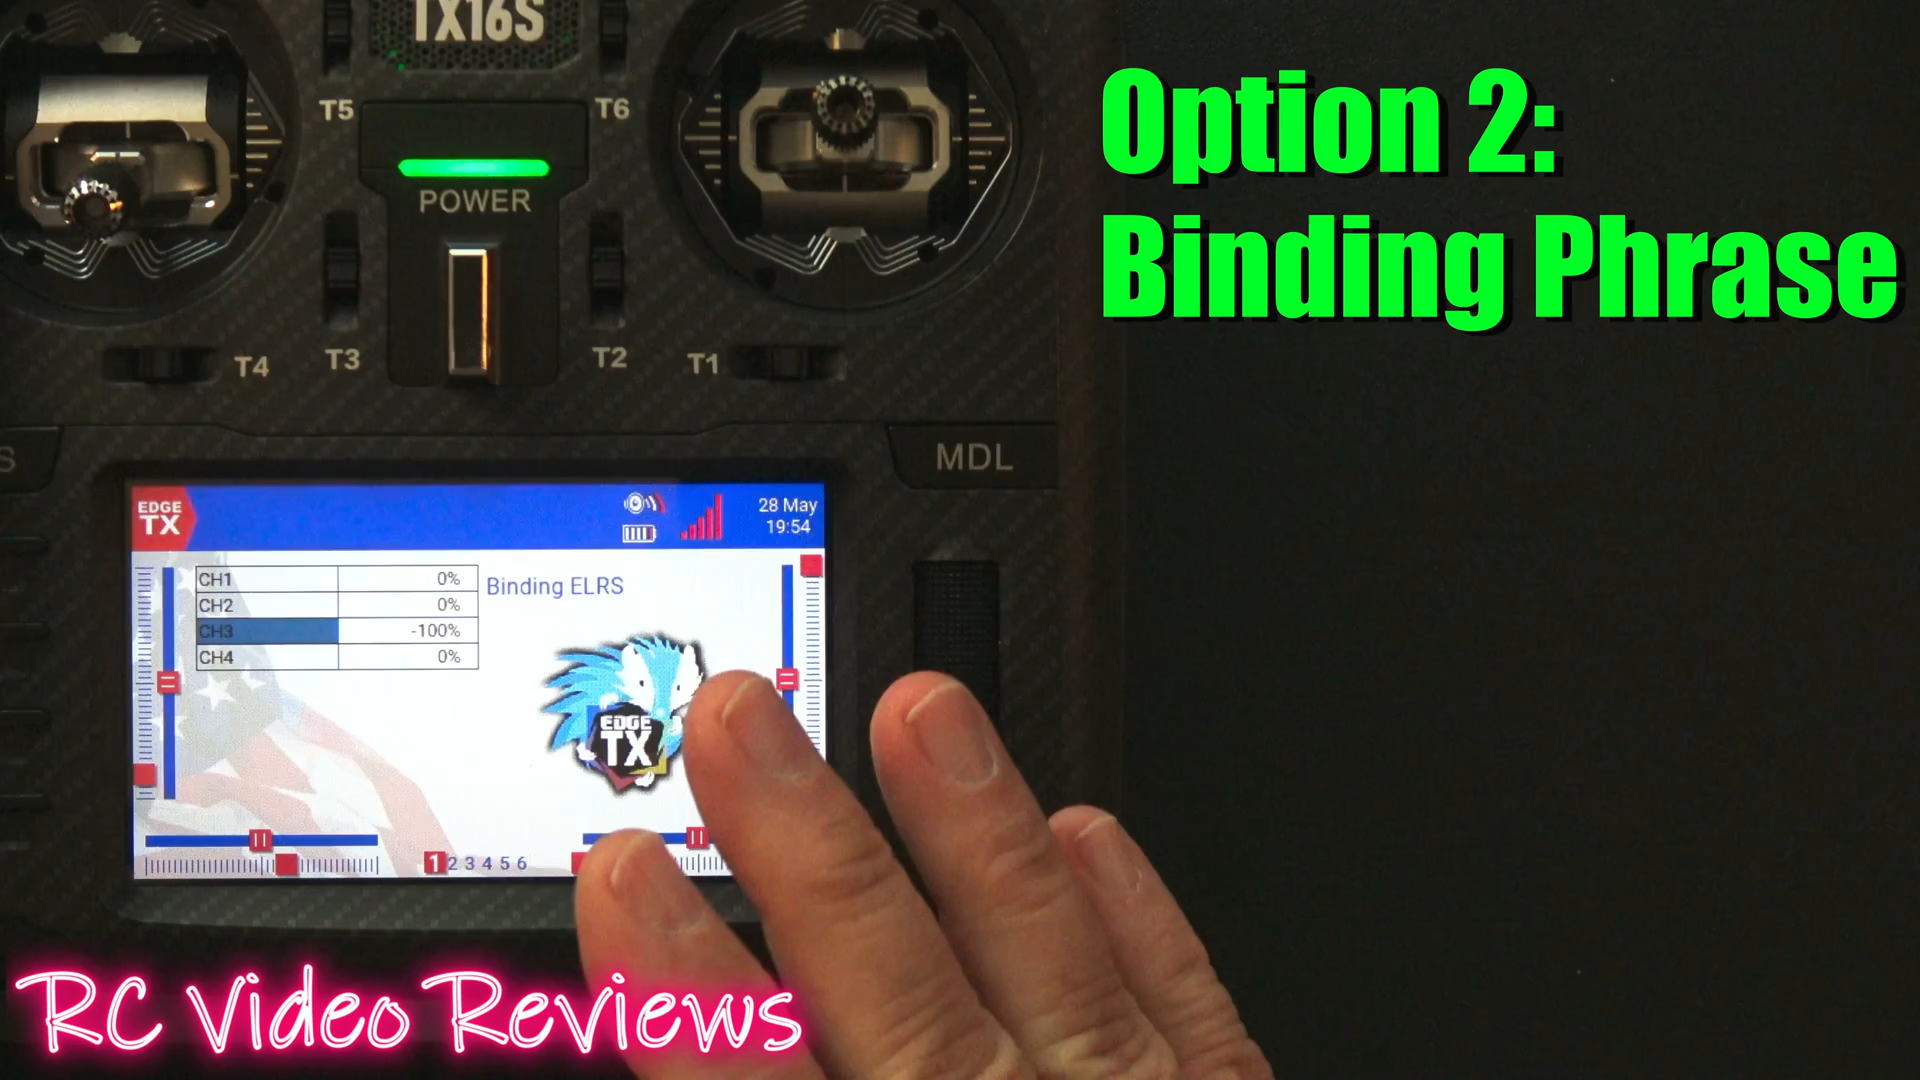 TX16S
T5
T6
POWER
T4
T3
T2
T1
S
MDL
EDGE
TX
28 May
19:54
CH1 0%
CH2 0%
CH3 -100%
CH4 0%
Binding ELRS
EDGE
TX
1 2 3 4 5 6
Option 2:
Binding Phrase
RC Video Reviews